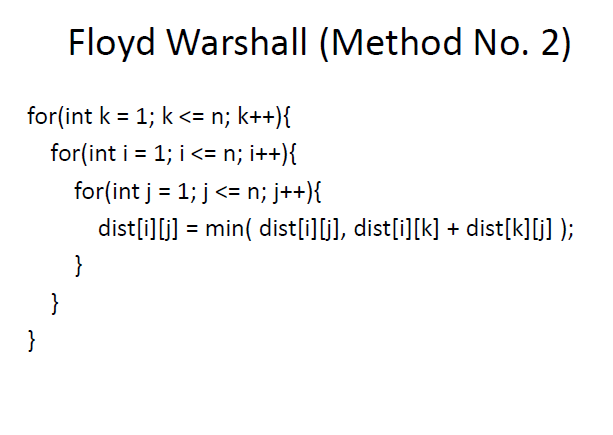 Floyd Warshall (Method No. 2)
for(int k = 1; k <= n; k++){
for(int i = 1; i <= n; i++){
for(int j = 1; j <= n; j++){
dist[i][j] = min( dist[i][j], dist[i][k] + dist[k][j] );
}
}
}